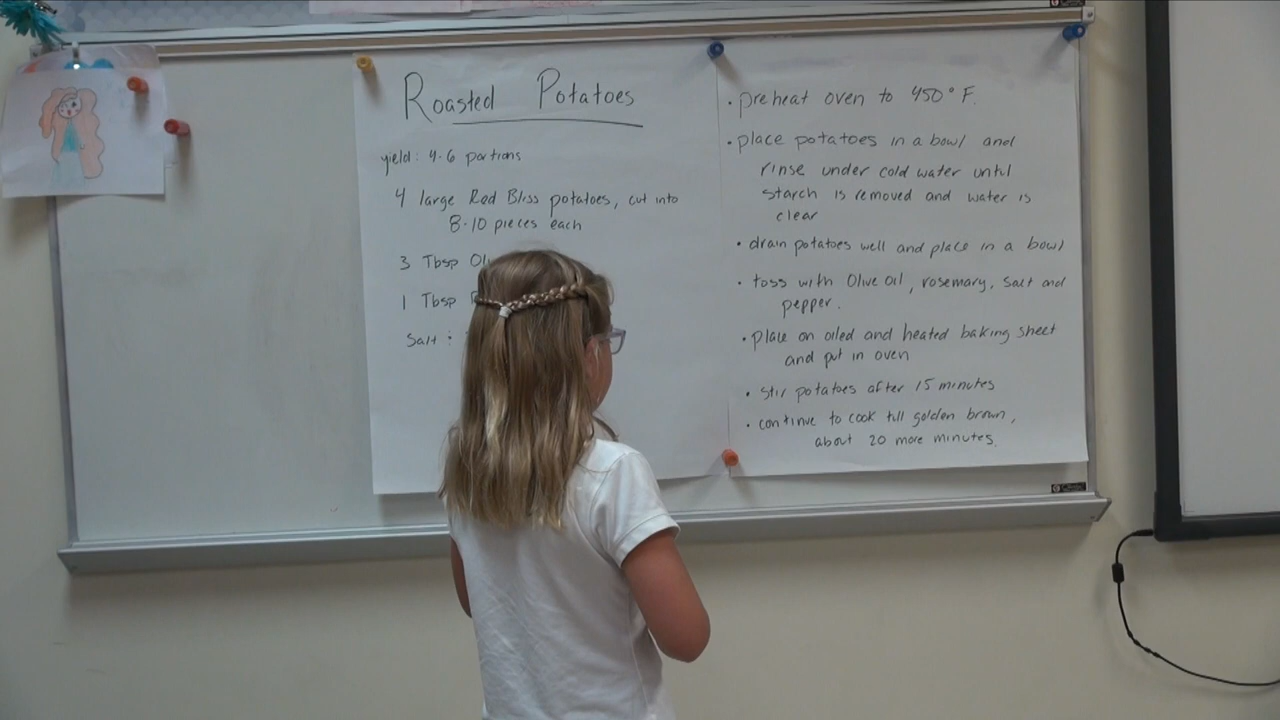 Roasted Potatoes
yield: 4-6 portions
4 large Red Bliss potatoes, cut into
8-10 pieces each
3 Tbsp
1 Tbsp
Salt :
• preheat oven to 450° F.
• place potatoes in a bowl and
rinse under cold water until
starch is removed and water is
clear
• drain potatoes well and place in a bowl
• toss with Olive Oil, rosemary, Salt and
pepper.
• place on oiled and heated baking sheet
and put in oven
• stir potatoes after 15 minutes
• continue to cook till golden brown,
about 20 more minutes.